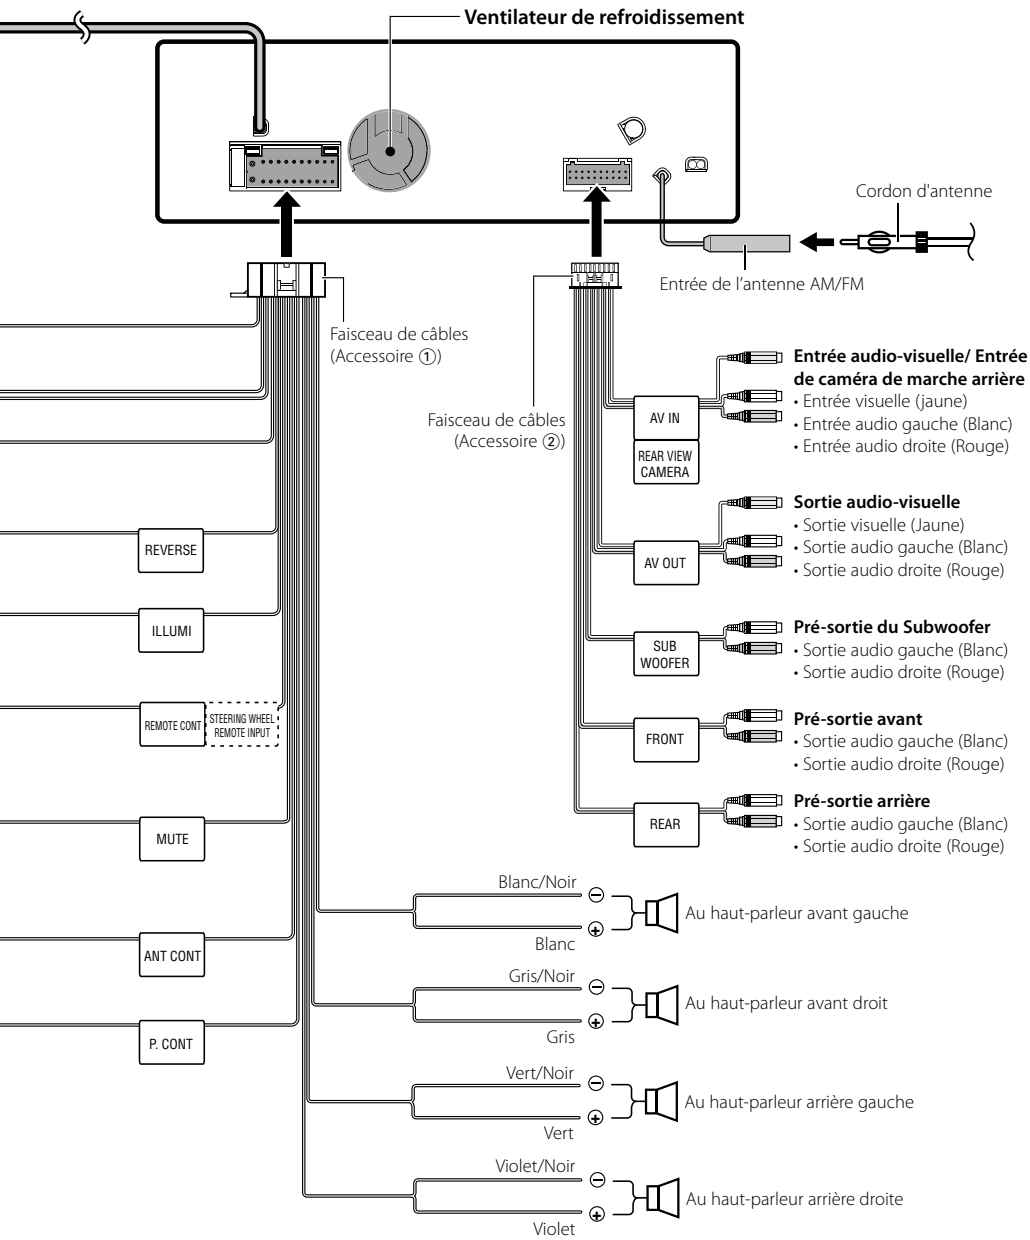 Ventilateur de refroidissement
Cordon d'antenne
Entrée de l'antenne AM/FM
Faisceau de câbles
(Accessoire ①)
Faisceau de câbles
(Accessoire ②)
AV IN
REAR VIEW
CAMERA
Entrée audio-visuelle/ Entrée
de caméra de marche arrière
• Entrée visuelle (jaune)
• Entrée audio gauche (Blanc)
• Entrée audio droite (Rouge)
AV OUT
Sortie audio-visuelle
• Sortie visuelle (Jaune)
• Sortie audio gauche (Blanc)
• Sortie audio droite (Rouge)
SUB
WOOFER
Pré-sortie du Subwoofer
• Sortie audio gauche (Blanc)
• Sortie audio droite (Rouge)
FRONT
Pré-sortie avant
• Sortie audio gauche (Blanc)
• Sortie audio droite (Rouge)
REAR
Pré-sortie arrière
• Sortie audio gauche (Blanc)
• Sortie audio droite (Rouge)
REVERSE
ILLUMI
REMOTE CONT
STEERING WHEEL
REMOTE INPUT
MUTE
ANT CONT
P. CONT
Blanc/Noir
⊖
⊕
Blanc
Au haut-parleur avant gauche
Gris/Noir
⊖
⊕
Gris
Au haut-parleur avant droit
Vert/Noir
⊖
⊕
Vert
Au haut-parleur arrière gauche
Violet/Noir
⊖
⊕
Violet
Au haut-parleur arrière droite